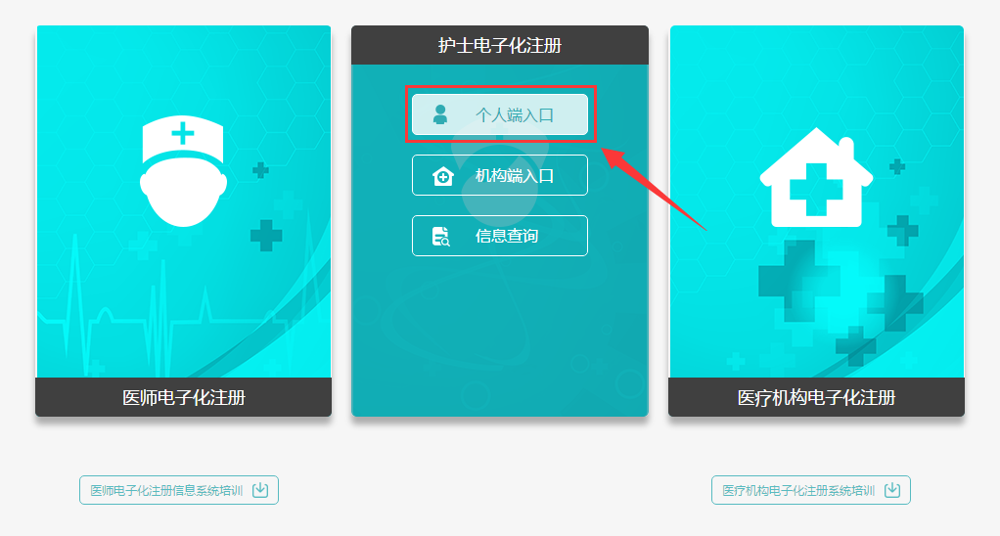 护士电子化注册
个人端入口
机构端入口
信息查询
医师电子化注册
医疗机构电子化注册
医师电子化注册信息系统培训
医疗机构电子化注册系统培训